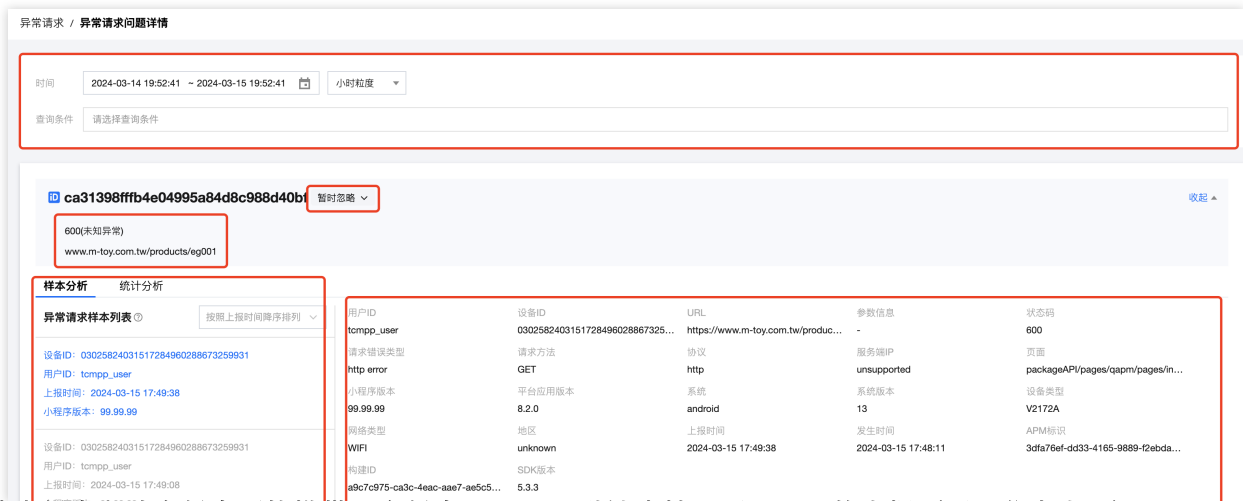 异常请求 / 异常请求问题详情
时间 2024-03-14 19:52:41 ~ 2024-03-15 19:52:41 小时粒度
查询条件 请选择查询条件
iD ca31398fffb4e04995a84d8c988d40bf 暂时忽略 收起
600(未知异常)
www.m-toy.com.tw/products/eg001
样本分析 统计分析
异常请求样本列表 按照上报时间降序排列
设备ID: 03025824031517284960288673259931
用户ID: tcmpp_user
上报时间: 2024-03-15 17:49:38
小程序版本: 99.99.99
设备ID: 03025824031517284960288673259931
用户ID: tcmpp_user
上报时间: 2024-03-15 17:49:08
用户ID 设备ID URL 参数信息 状态码
tcmpp_user 0302582403151728496028867325... https://www.m-toy.com.tw/produc... - 600
请求错误类型 请求方法 协议 服务端IP 页面
http error GET http unsupported packageAPI/pages/qapm/pages/in...
小程序版本 平台应用版本 系统 系统版本 设备类型
99.99.99 8.2.0 android 13 V2172A
网络类型 地区 上报时间 发生时间 APM标识
WIFI unknown 2024-03-15 17:49:38 2024-03-15 17:48:11 3dfa76ef-dd33-4165-9889-f2ebda...
构建ID SDK版本
a9c7c975-ca3c-4eac-aae7-ae5c5... 5.3.3